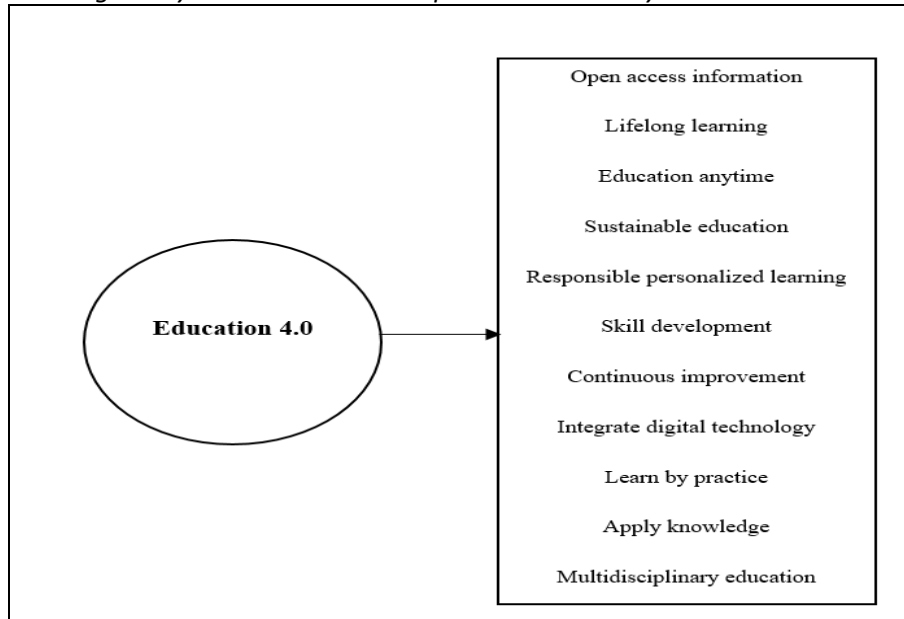 Education 4.0
Open access information
Lifelong learning
Education anytime
Sustainable education
Responsible personalized learning
Skill development
Continuous improvement
Integrate digital technology
Learn by practice
Apply knowledge
Multidisciplinary education